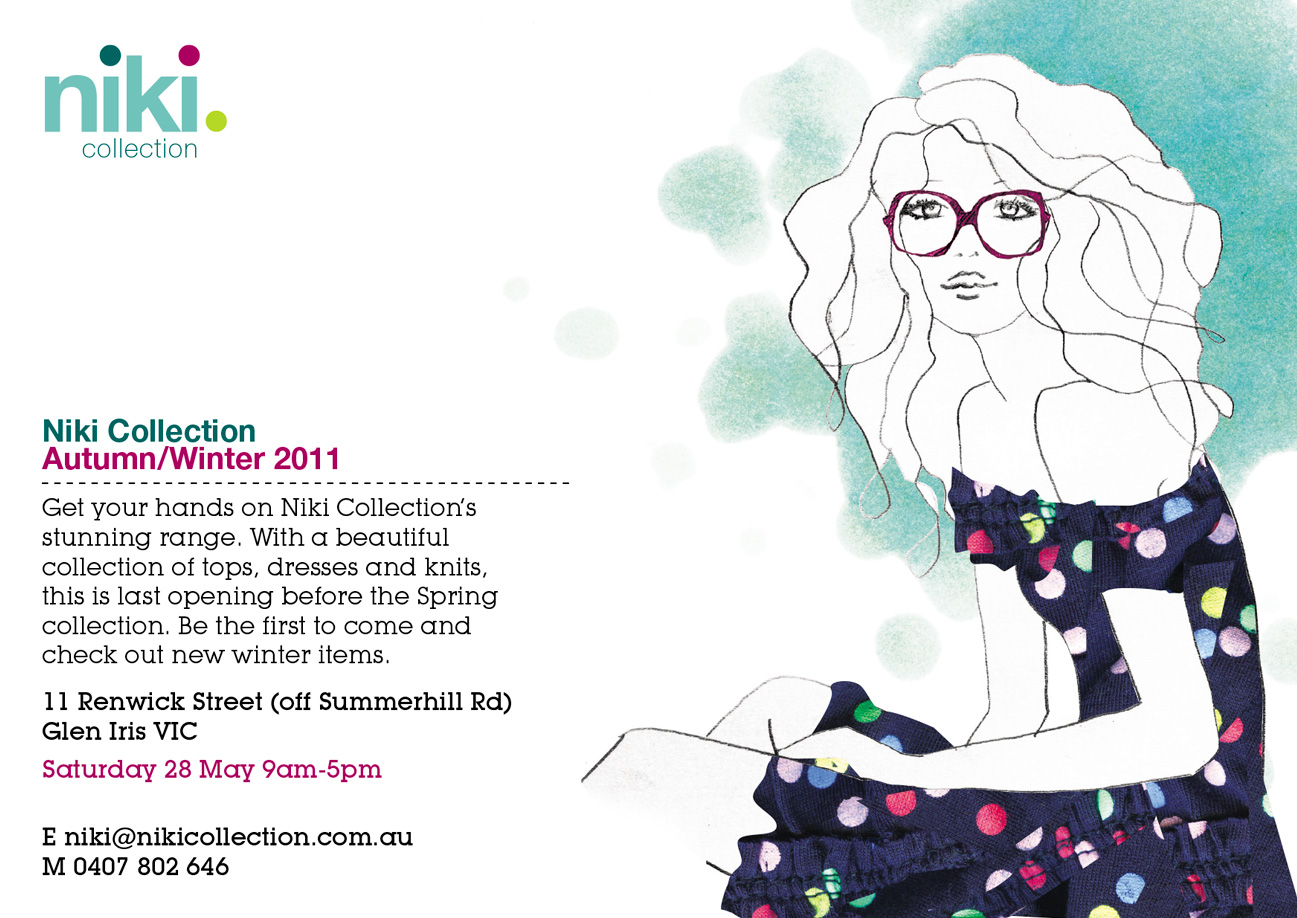 niki.
collection
Niki Collection
Autumn/Winter 2011
Get your hands on Niki Collection's
stunning range. With a beautiful
collection of tops, dresses and knits,
this is last opening before the Spring
collection. Be the first to come and
check out new winter items.
11 Renwick Street (off Summerhill Rd)
Glen Iris VIC
Saturday 28 May 9am-5pm
E niki@nikicollection.com.au
M 0407 802 646